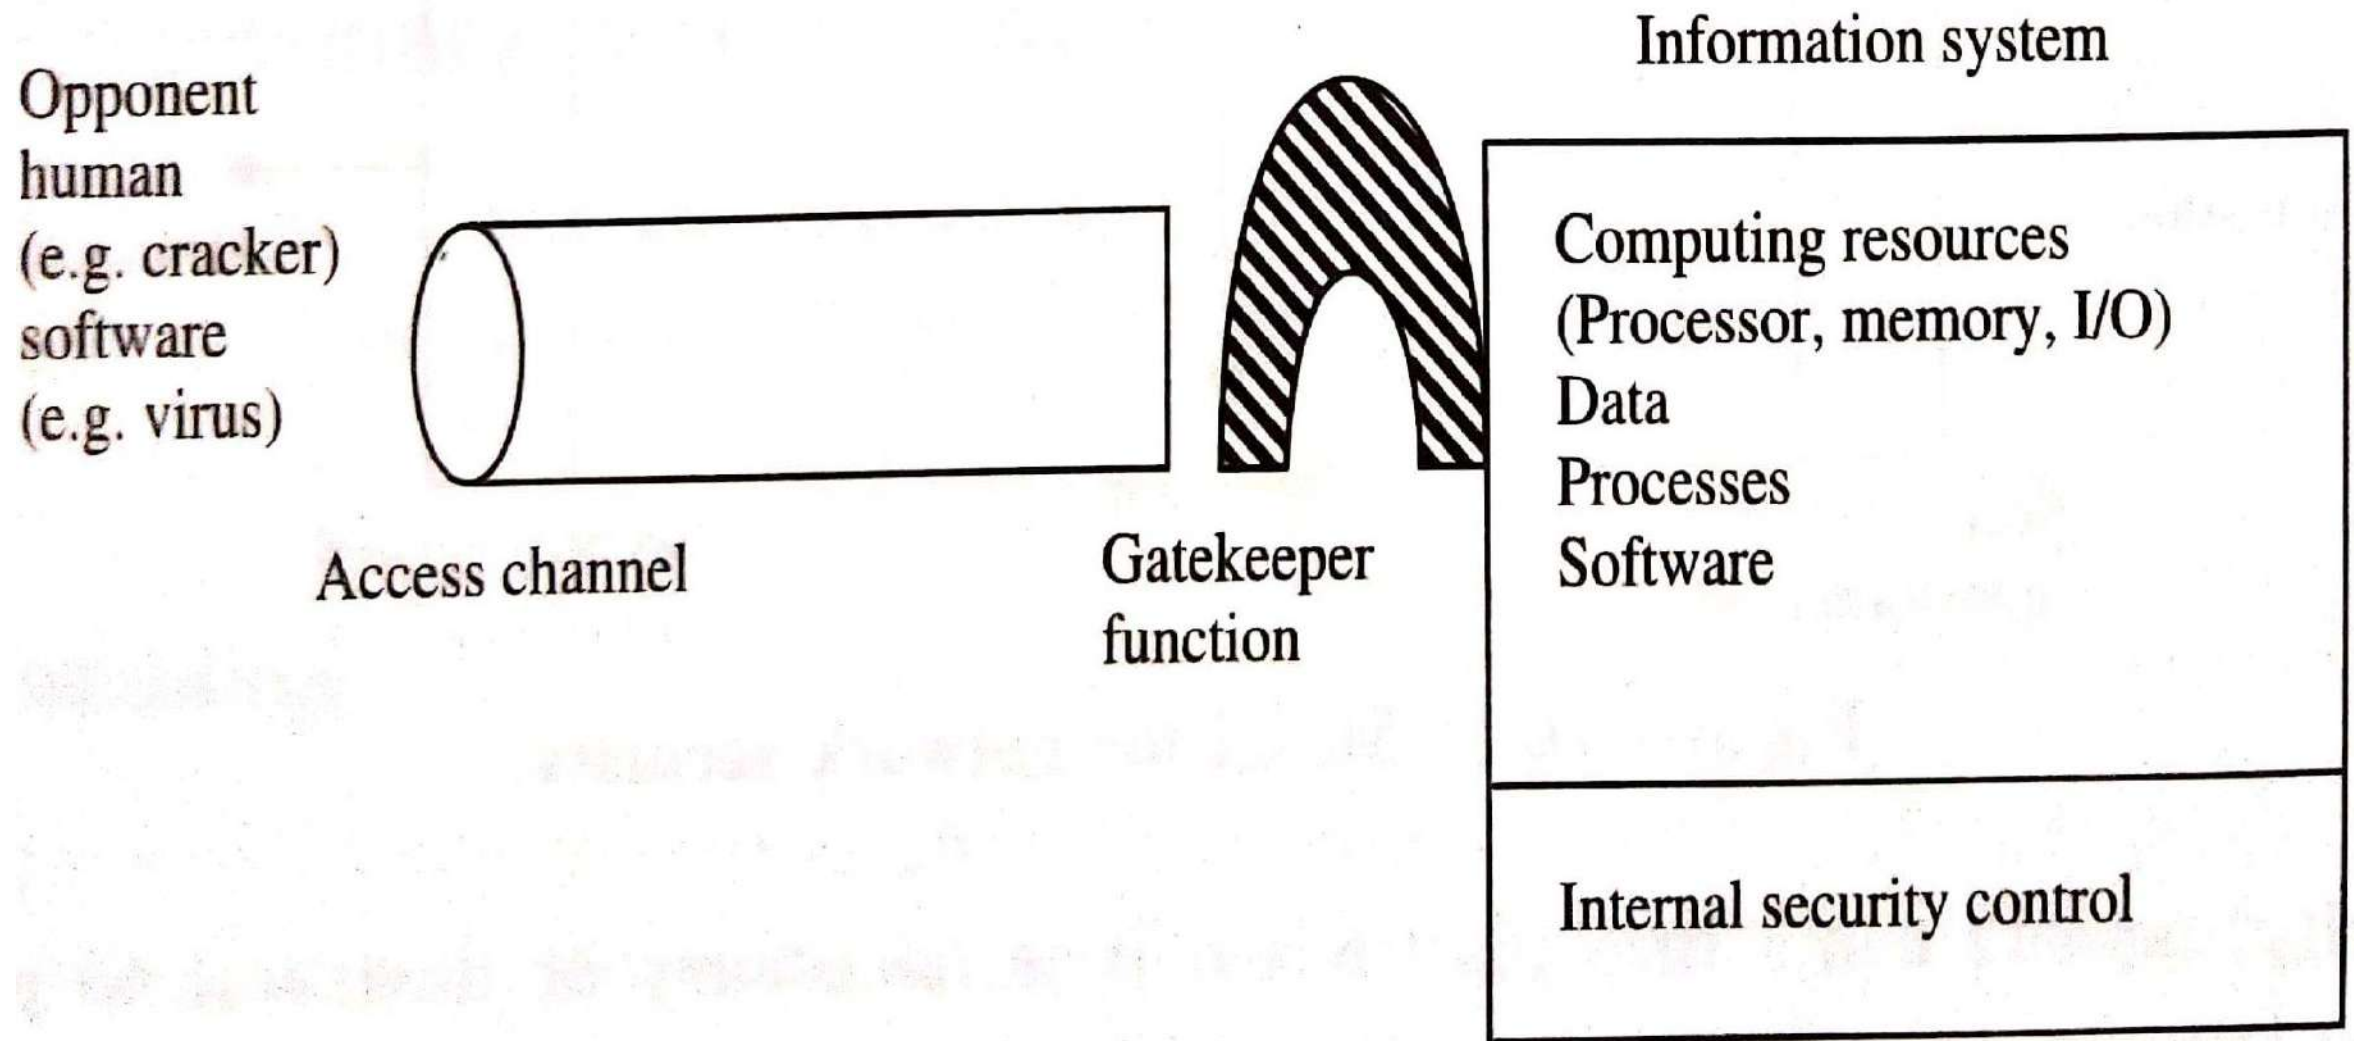 Information system
Opponent
human
(e.g. cracker)
software
(e.g. virus)
Access channel
Gatekeeper
function
Computing resources
(Processor, memory, I/O)
Data
Processes
Software
Internal security control